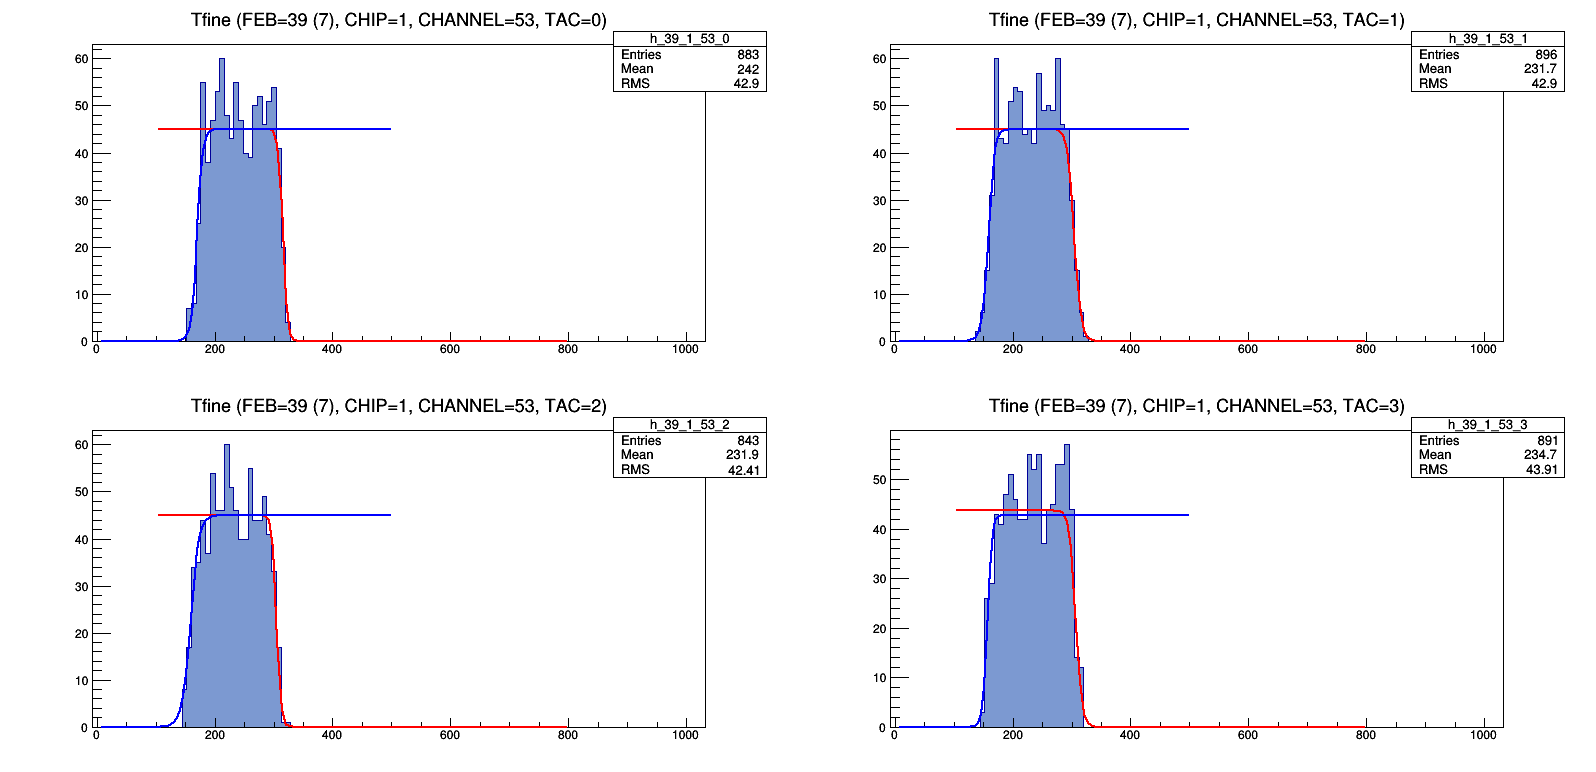 Tfine (FEB=39 (7), CHIP=1, CHANNEL=53, TAC=0)
h_39_1_53_0
Entries 883
Mean 242
RMS 42.9
60
50
40
30
20
10
0
0 200 400 600 800 1000
Tfine (FEB=39 (7), CHIP=1, CHANNEL=53, TAC=1)
h_39_1_53_1
Entries 896
Mean 231.7
RMS 42.9
60
50
40
30
20
10
0
0 200 400 600 800 1000
Tfine (FEB=39 (7), CHIP=1, CHANNEL=53, TAC=2)
h_39_1_53_2
Entries 843
Mean 231.9
RMS 42.41
60
50
40
30
20
10
0
0 200 400 600 800 1000
Tfine (FEB=39 (7), CHIP=1, CHANNEL=53, TAC=3)
h_39_1_53_3
Entries 891
Mean 234.7
RMS 43.91
50
40
30
20
10
0
0 200 400 600 800 1000